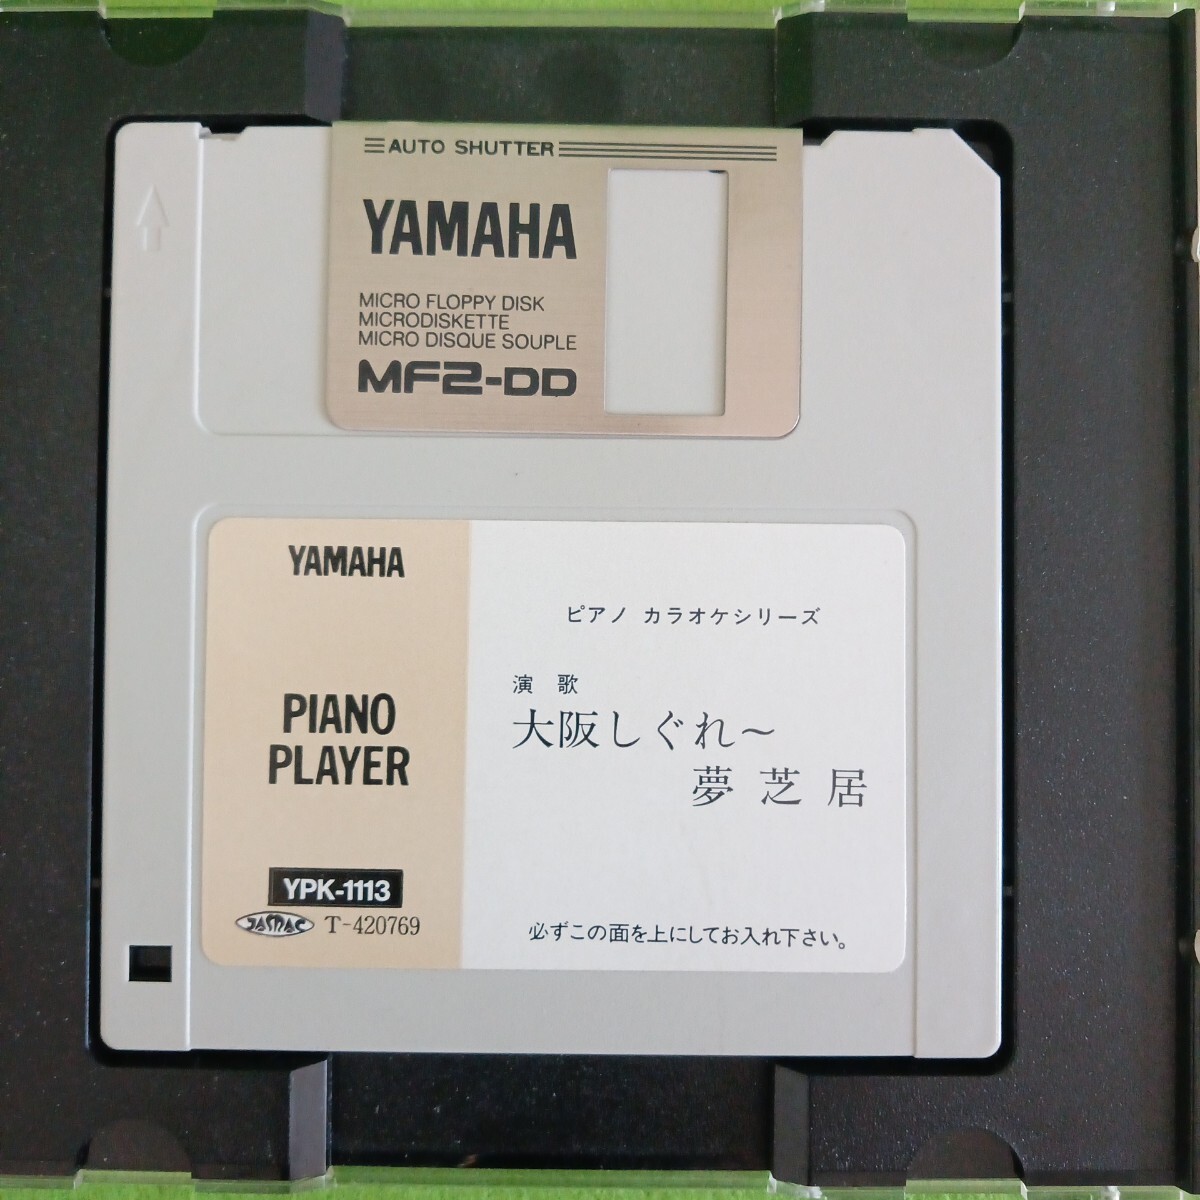 AUTO SHUTTER
YAMAHA
MICRO FLOPPY DISK
MICRODISKETTE
MICRO DISQUE SOUPLE
MF2-DD
YAMAHA
PIANO
PLAYER
YPK-1113
JASRAC T-420769
ピアノ カラオケシリーズ
演歌
大阪しぐれ〜
夢芝居
必ずこの面を上にしてお入れ下さい。